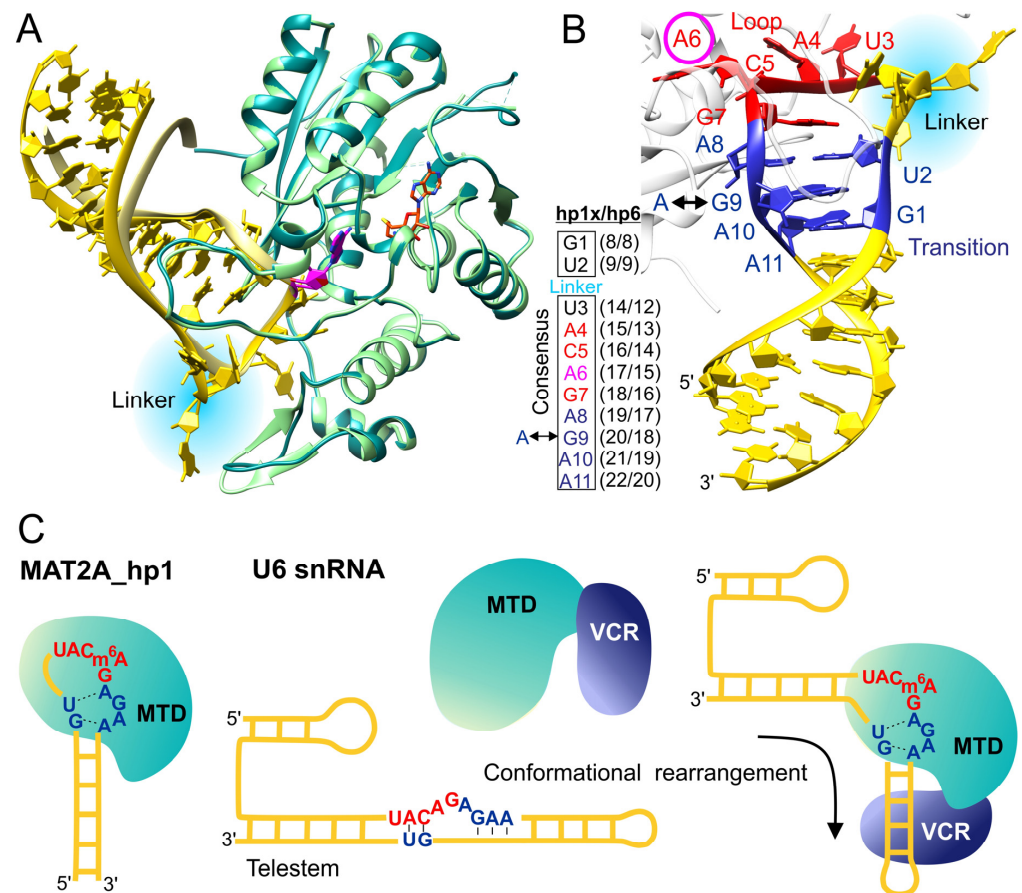 A
Linker
B
A6
Loop
A4
U3
C5
Linker
G7
A8
U2
A ↔ G9
G1
A10
Transition
A11
5'
3'
hp1x/hp6
G1 (8/8)
U2 (9/9)
Linker
Consensus
U3 (14/12)
A4 (15/13)
C5 (16/14)
A6 (17/15)
G7 (18/16)
A8 (19/17)
A ↔ G9 (20/18)
A10 (21/19)
A11 (22/20)
C
MAT2A_hp1
UACm⁶A
G
U A
G
G A
A
MTD
5' 3'
U6 snRNA
MTD
VCR
5'
UACAGAGAA
UG
3'
Telestem
Conformational rearrangement
5'
3'
UACm⁶A
G
U A
G
G A
A
MTD
VCR